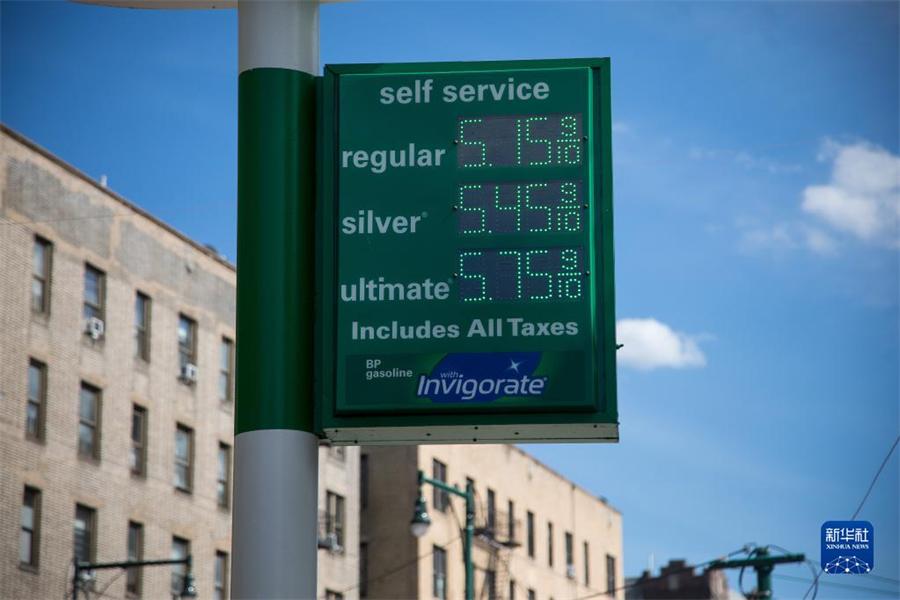 self service
regular 5.15 9/10
silver® 5.45 9/10
ultimate® 5.75 9/10
Includes All Taxes
BP
gasoline
with
Invigorate®
新华社
XINHUA NEWS